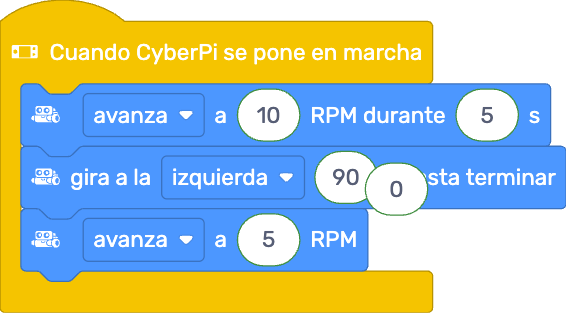 Cuando CyberPi se pone en marcha
avanza a 10 RPM durante 5 s
gira a la izquierda 90 0 sta terminar
avanza a 5 RPM